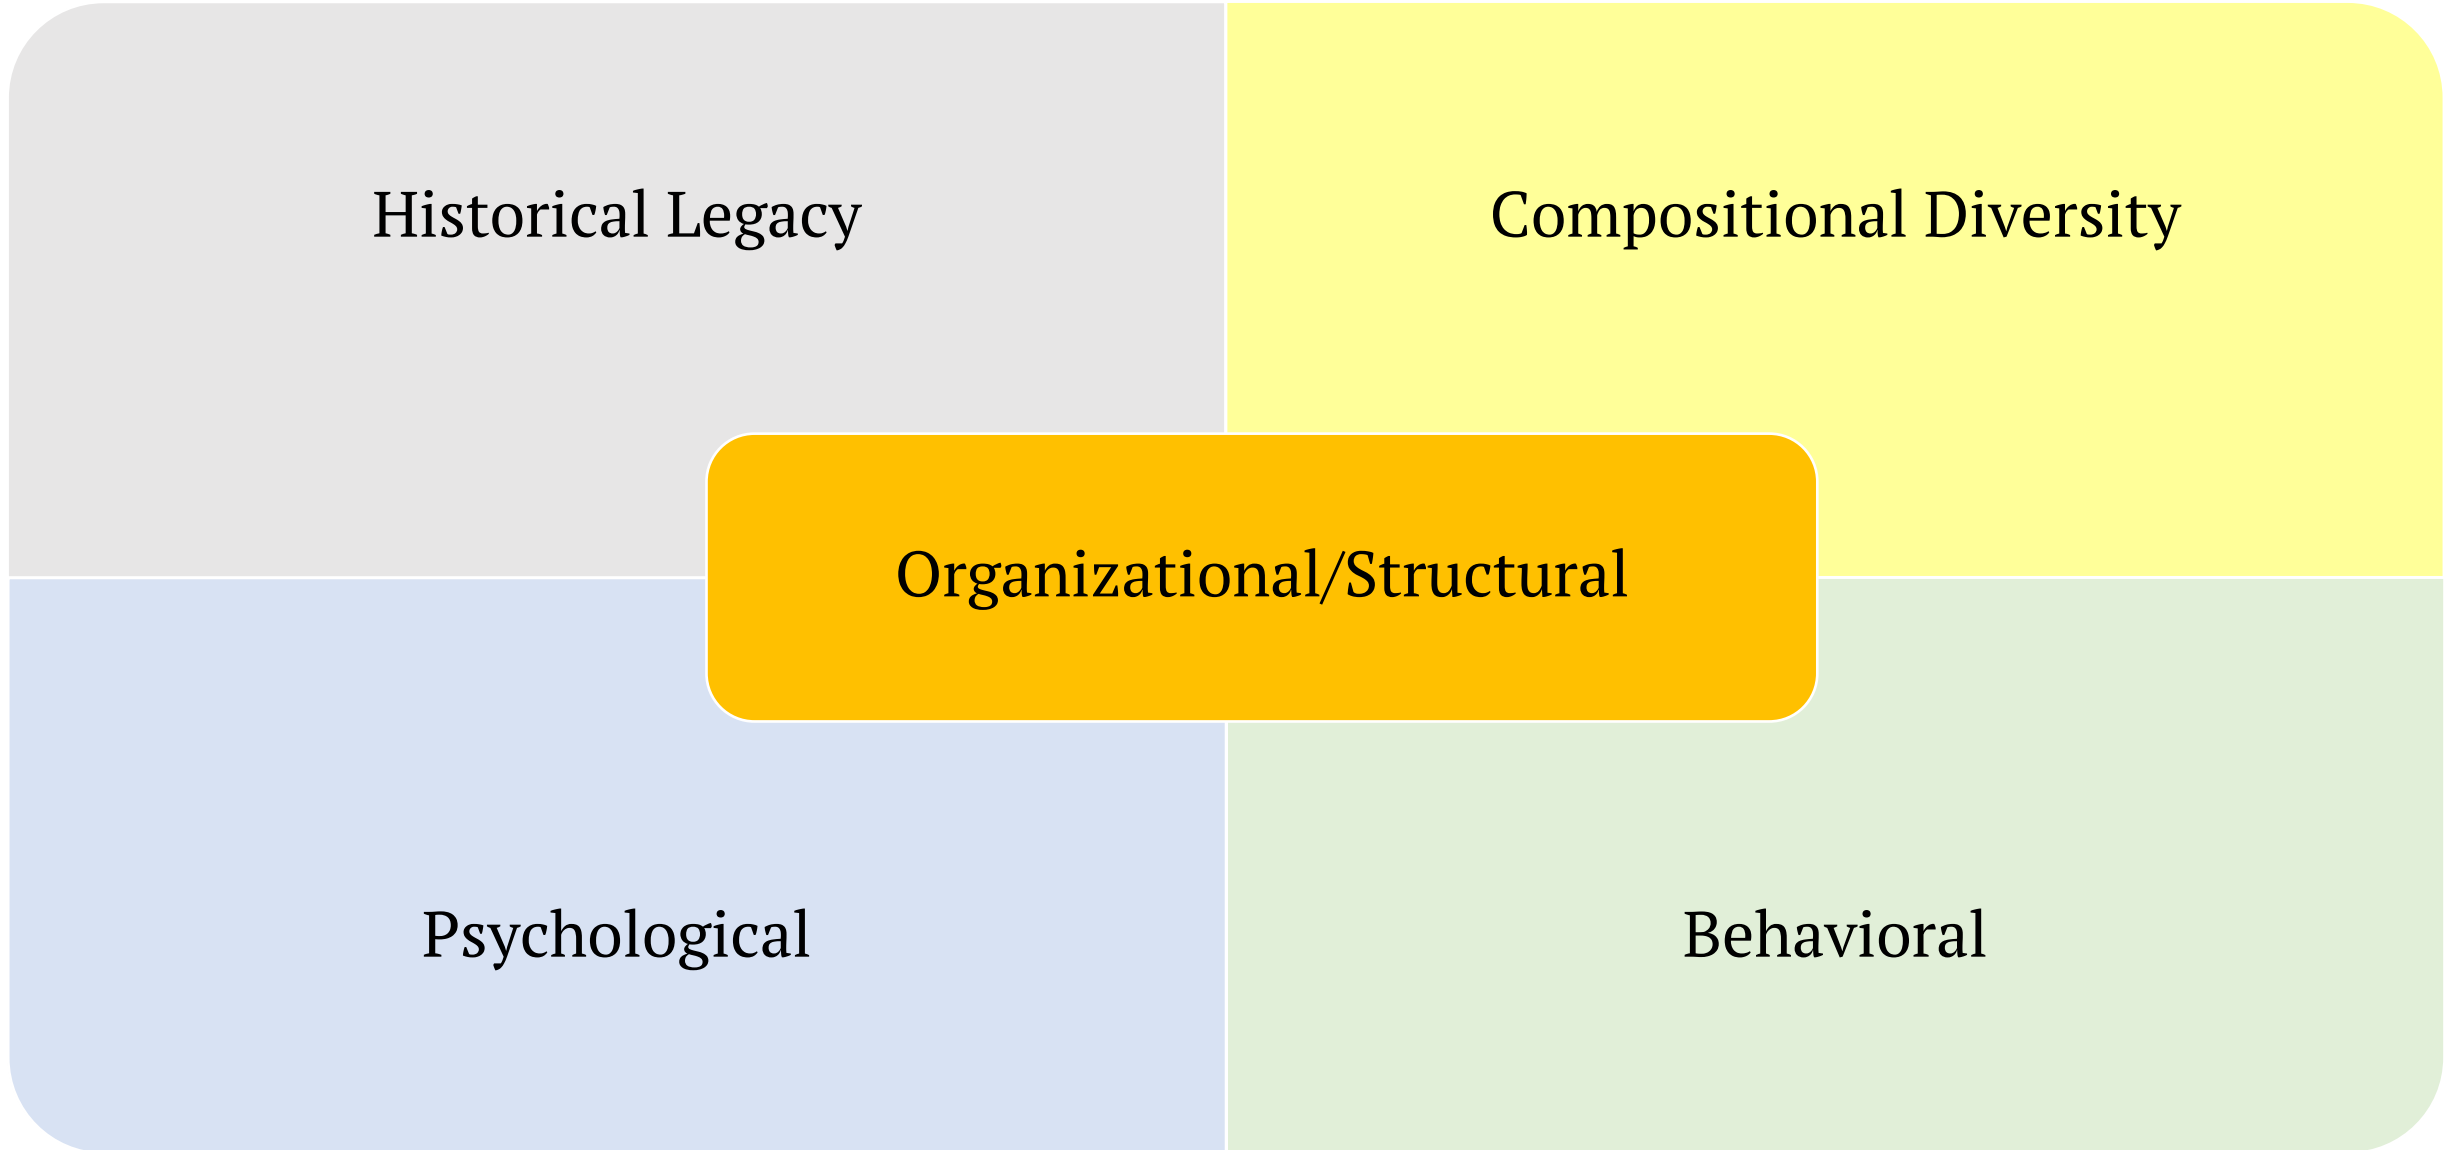 Historical Legacy
Compositional Diversity
Organizational/Structural
Psychological
Behavioral